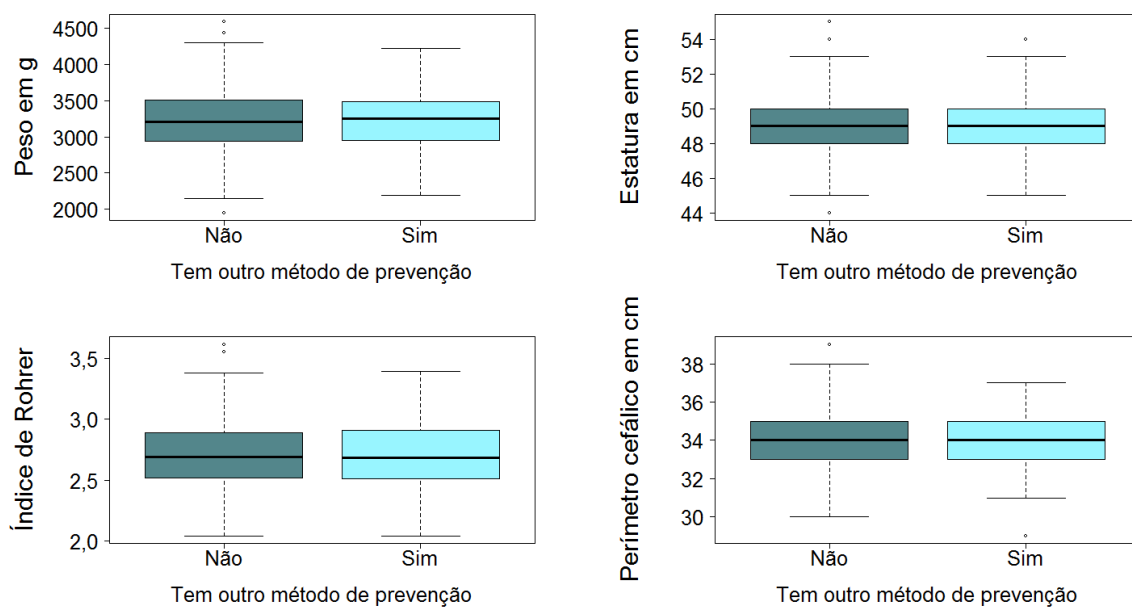 Peso em g
4500
4000
3500
3000
2500
2000
Não
Sim
Tem outro método de prevenção
Estatura em cm
54
52
50
48
46
44
Não
Sim
Tem outro método de prevenção
Índice de Rohrer
3,5
3,0
2,5
2,0
Não
Sim
Tem outro método de prevenção
Perímetro cefálico em cm
38
36
34
32
30
Não
Sim
Tem outro método de prevenção